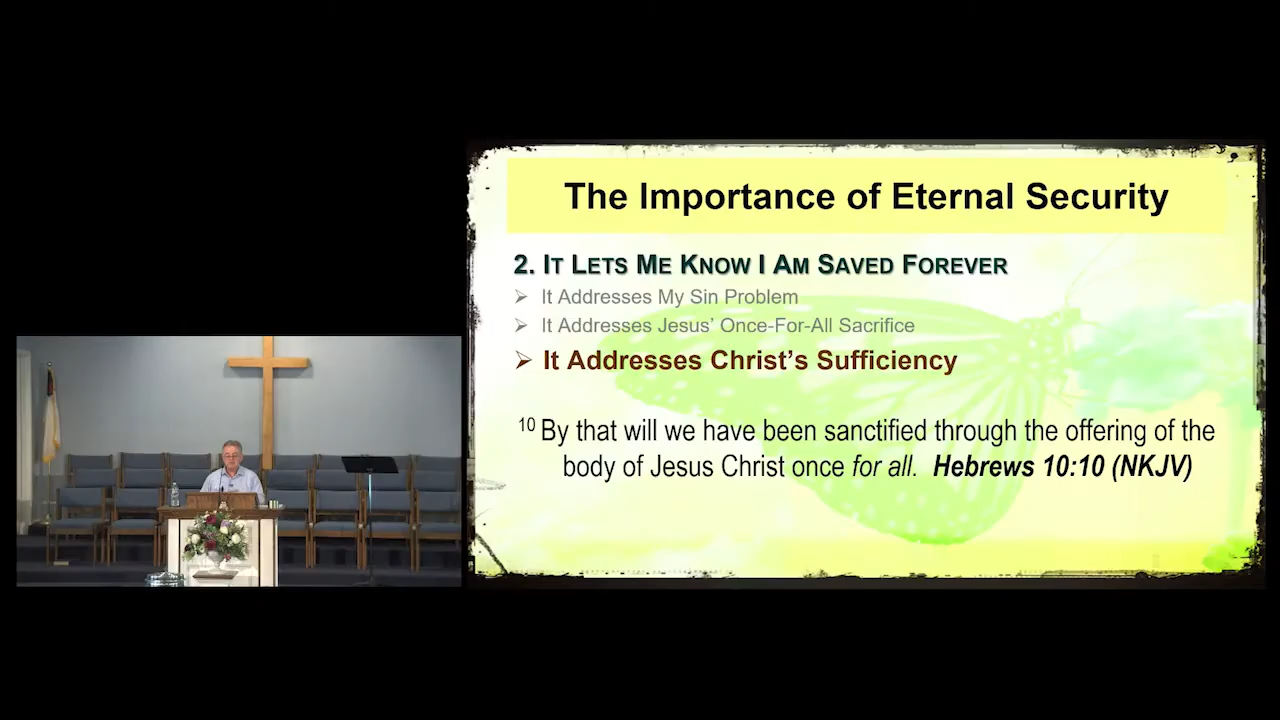 The Importance of Eternal Security
2. IT LETS ME KNOW I AM SAVED FOREVER
➢ It Addresses My Sin Problem
➢ It Addresses Jesus’ Once-For-All Sacrifice
➢ It Addresses Christ’s Sufficiency
10 By that will we have been sanctified through the offering of the
body of Jesus Christ once for all. Hebrews 10:10 (NKJV)